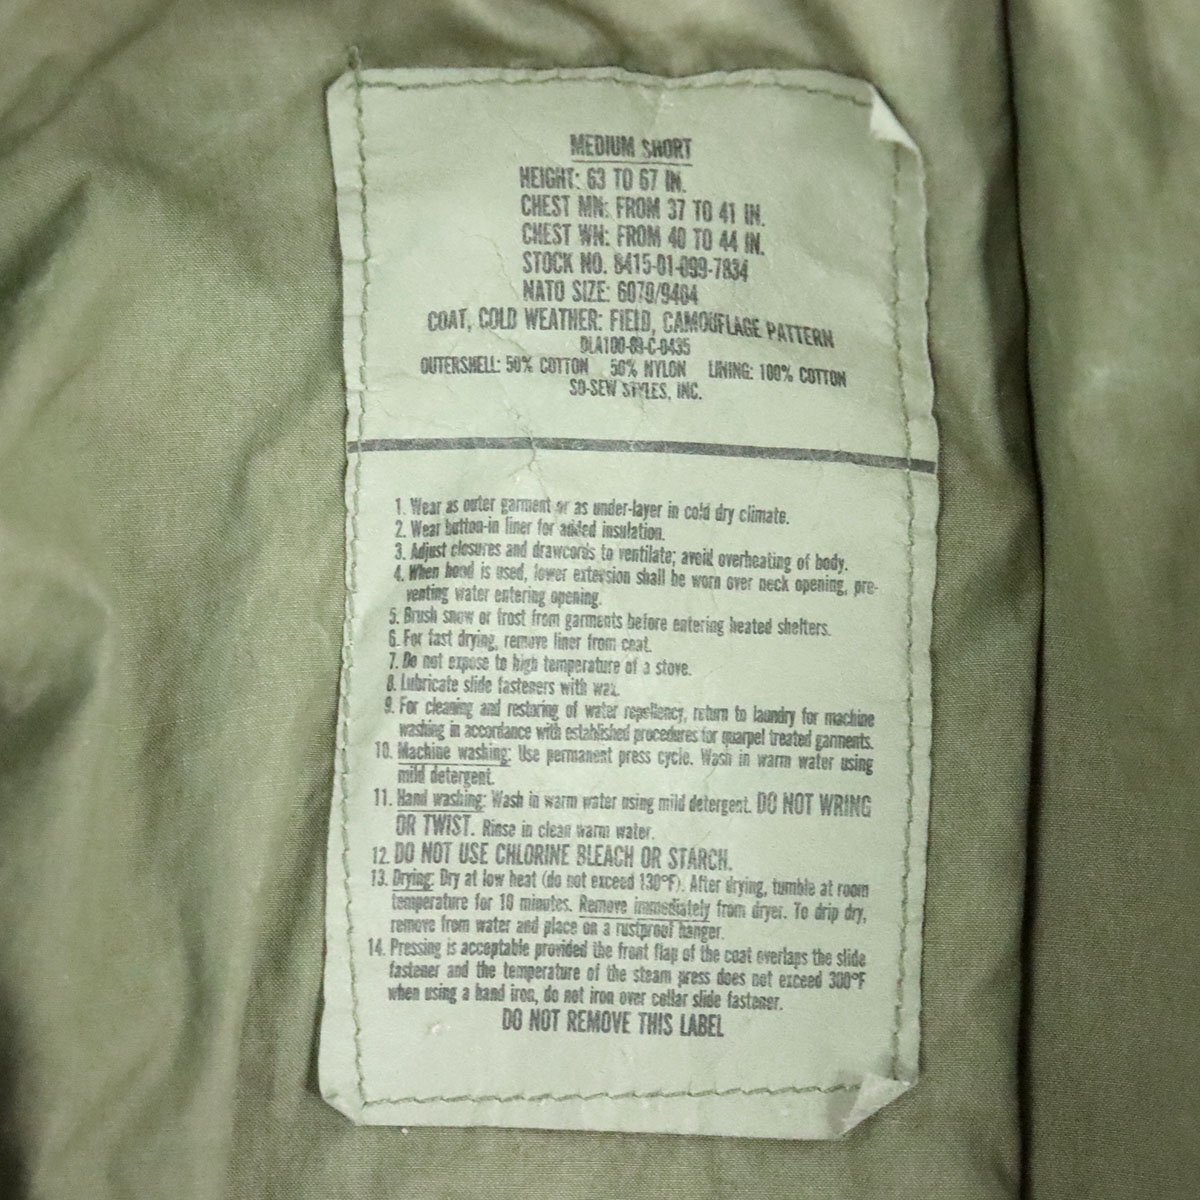 MEDIUM SHORT
HEIGHT: 63 TO 67 IN.
CHEST MN: FROM 37 TO 41 IN.
CHEST WN: FROM 40 TO 44 IN.
STOCK NO. 8415-01-099-7834
NATO SIZE: 6070/9404
COAT, COLD WEATHER: FIELD, CAMOUFLAGE PATTERN
DLA100-89-C-0435
OUTERSHELL: 50% COTTON 50% NYLON LINING: 100% COTTON
SO-SEW STYLES, INC.
1. Wear as outer garment or as under-layer in cold dry climate.
2. Wear button-in liner for added insulation.
3. Adjust closures and drawcords to ventilate; avoid overheating of body.
4. When hood is used, lower extension shall be worn over neck opening, pre-
venting water entering opening.
5. Brush snow or frost from garments before entering heated shelters.
6. For fast drying, remove liner from coat.
7. Do not expose to high temperature of a stove.
8. Lubricate slide fasteners with wax.
9. For cleaning and restoring of water repellency, return to laundry for machine
washing in accordance with established procedures for quarpel treated garments.
10. Machine washing: Use permanent press cycle. Wash in warm water using
mild detergent.
11. Hand washing: Wash in warm water using mild detergent. DO NOT WRING
OR TWIST. Rinse in clean warm water.
12. DO NOT USE CHLORINE BLEACH OR STARCH.
13. Drying: Dry at low heat (do not exceed 130°F). After drying, tumble at room
temperature for 10 minutes. Remove immediately from dryer. To drip dry,
remove from water and place on a rustproof hanger.
14. Pressing is acceptable provided the front flap of the coat overlaps the slide
fastener and the temperature of the steam press does not exceed 300°F
when using a hand iron, do not iron over collar slide fastener.
DO NOT REMOVE THIS LABEL